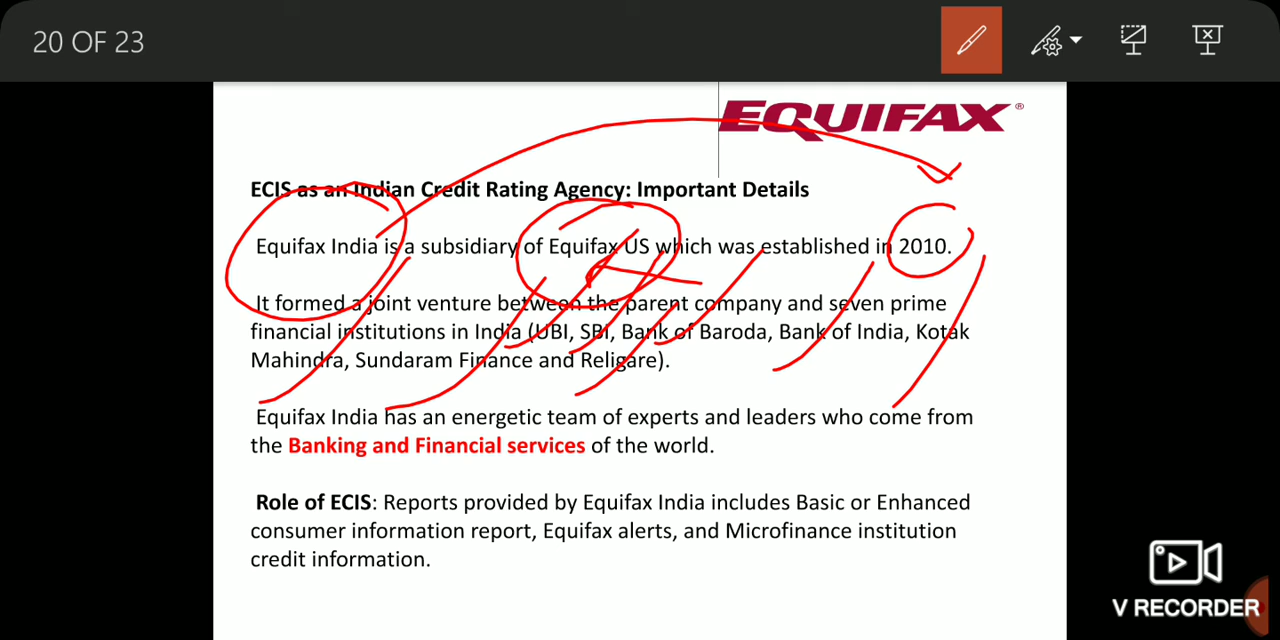 20 OF 23
EQUIFAX®
ECIS as an Indian Credit Rating Agency: Important Details
Equifax India is a subsidiary of Equifax US which was established in 2010.
It formed a joint venture between the parent company and seven prime
financial institutions in India (UBI, SBI, Bank of Baroda, Bank of India, Kotak
Mahindra, Sundaram Finance and Religare).
Equifax India has an energetic team of experts and leaders who come from
the Banking and Financial services of the world.
Role of ECIS: Reports provided by Equifax India includes Basic or Enhanced
consumer information report, Equifax alerts, and Microfinance institution
credit information.
V RECORDER